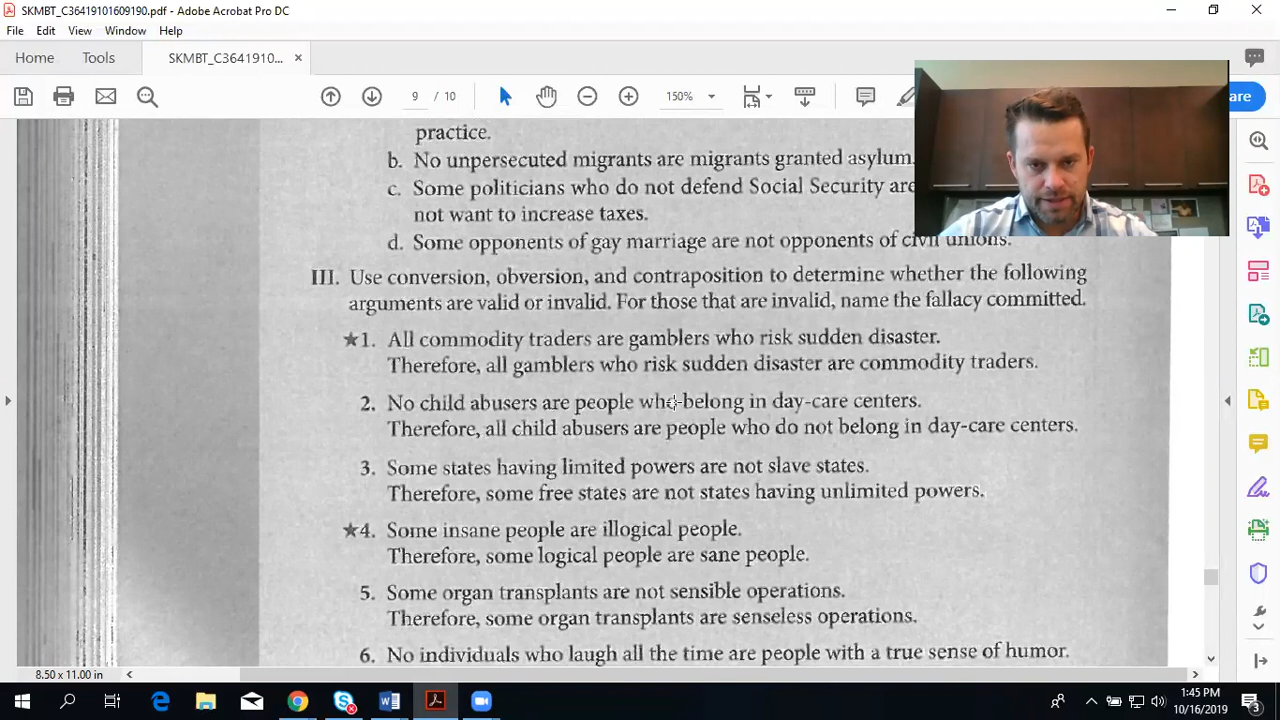 SKMBT_C36419101609190.pdf - Adobe Acrobat Pro DC
File Edit View Window Help
Home Tools SKMBT_C3641910... ×
9 / 10 150%
are
practice.
b. No unpersecuted migrants are migrants granted asylum.
c. Some politicians who do not defend Social Security are
not want to increase taxes.
d. Some opponents of gay marriage are not opponents of civil unions.
III. Use conversion, obversion, and contraposition to determine whether the following
arguments are valid or invalid. For those that are invalid, name the fallacy committed.
★1. All commodity traders are gamblers who risk sudden disaster.
Therefore, all gamblers who risk sudden disaster are commodity traders.
2. No child abusers are people who belong in day-care centers.
Therefore, all child abusers are people who do not belong in day-care centers.
3. Some states having limited powers are not slave states.
Therefore, some free states are not states having unlimited powers.
★4. Some insane people are illogical people.
Therefore, some logical people are sane people.
5. Some organ transplants are not sensible operations.
Therefore, some organ transplants are senseless operations.
6. No individuals who laugh all the time are people with a true sense of humor.
8.50 x 11.00 in
1:45 PM
10/16/2019
3